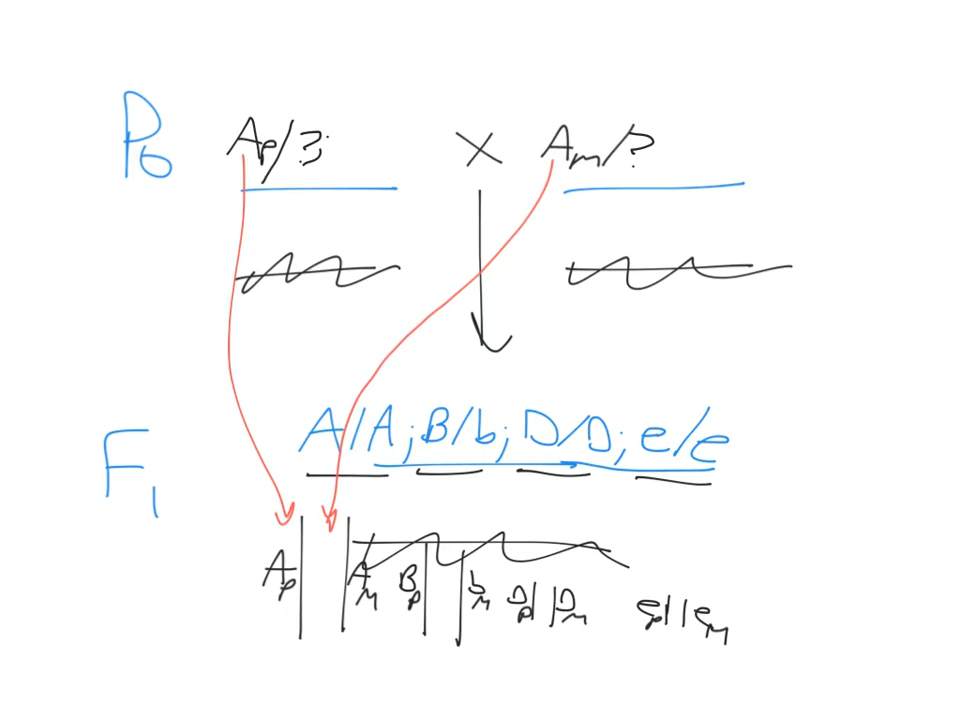 P0 Ap/? X Am/?
F1 A/A; B/b; D/D; e/e
Ap AM Bp bM Dp DM ep eM